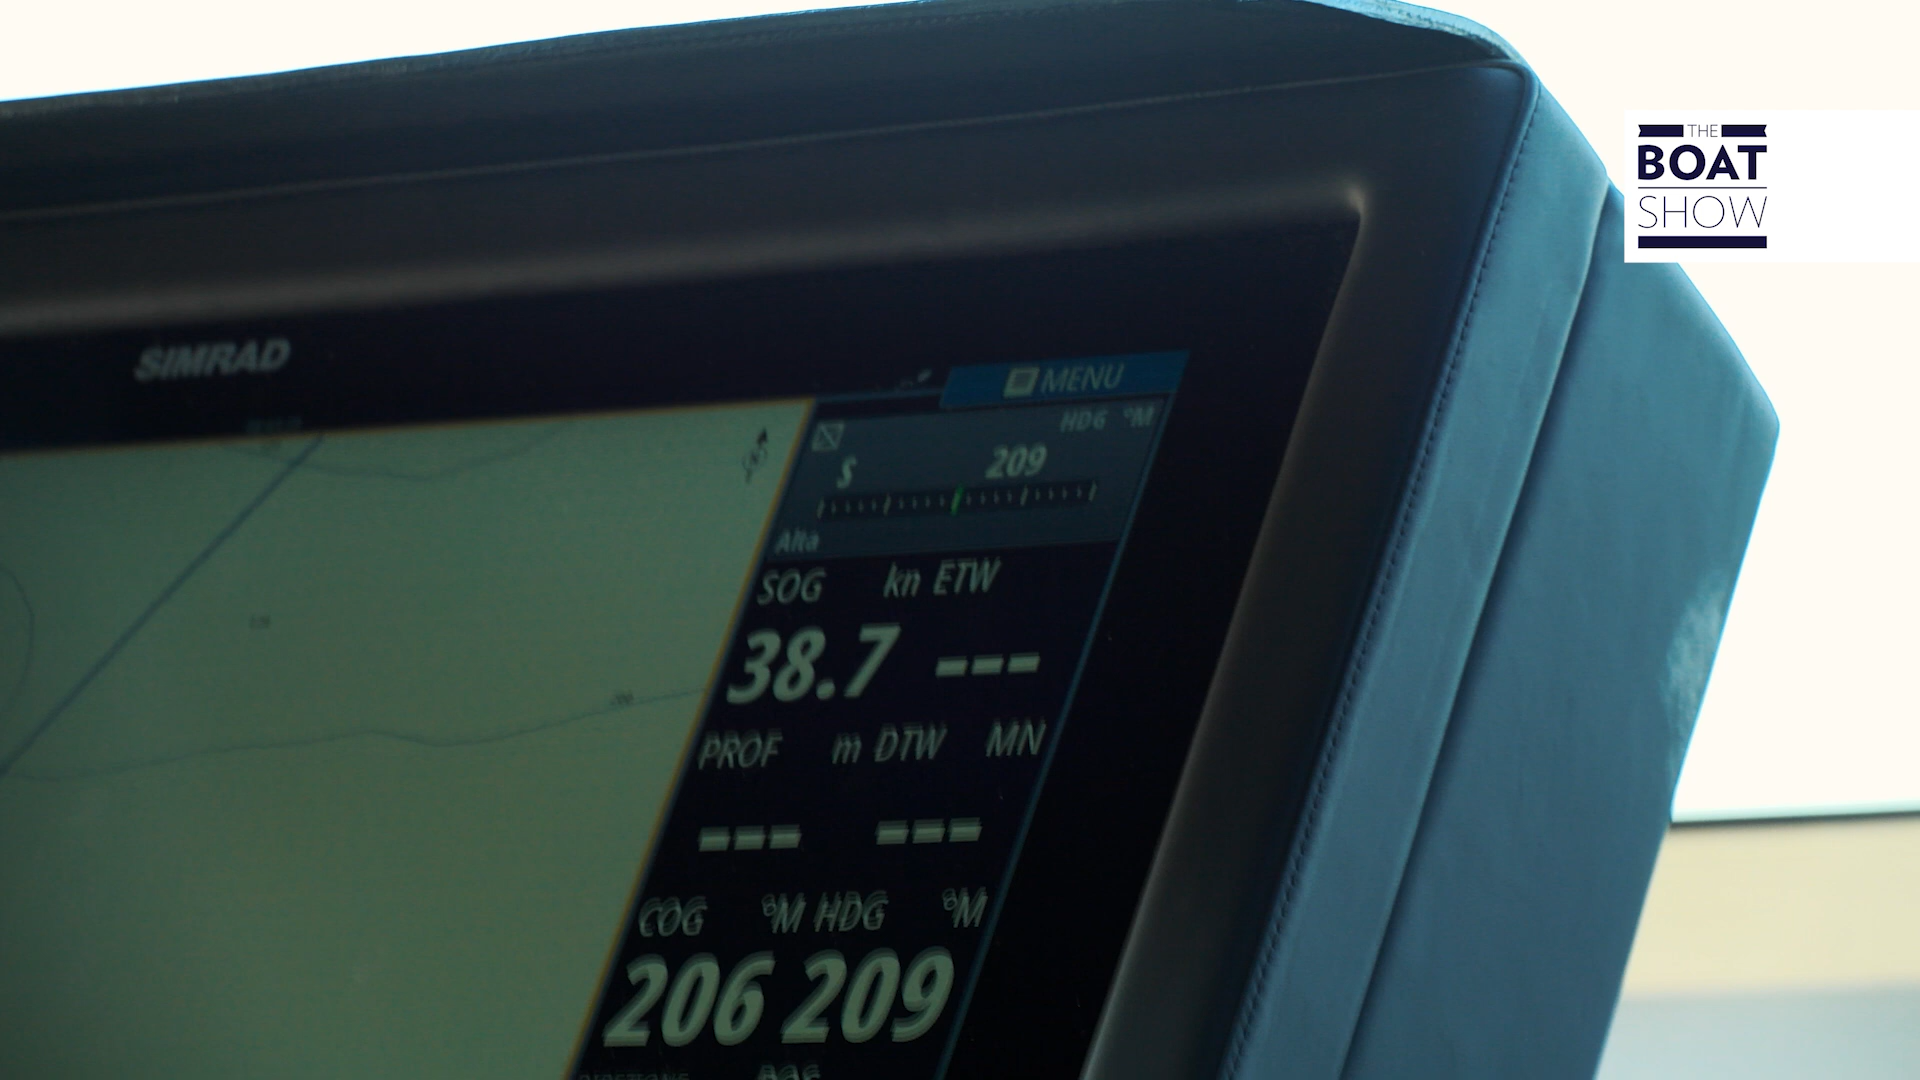 THE
BOAT
SHOW
SIMRAD
MENU
HDG °M
S 209
Alta
SOG kn ETW
38.7 ---
PROF m DTW MN
--- ---
COG °M HDG °M
206 209